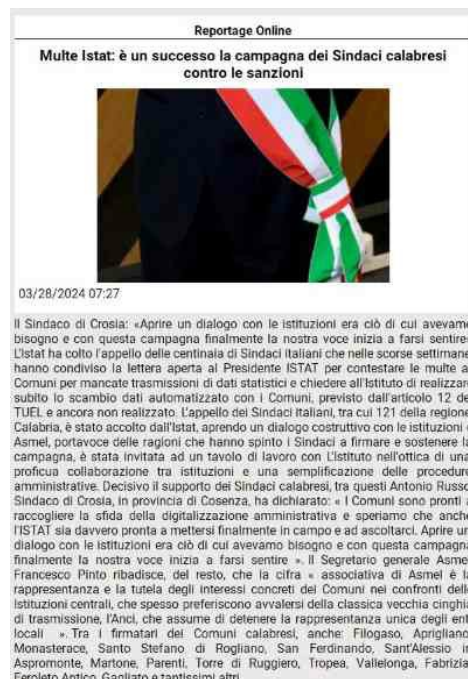 Reportage Online
Multe Istat: è un successo la campagna dei Sindaci calabresi
contro le sanzioni
03/28/2024 07:27
Il Sindaco di Crosia: «Aprire un dialogo con le istituzioni era ciò di cui avevamo
bisogno e con questa campagna finalmente la nostra voce inizia a farsi sentire»
L'Istat ha colto l'appello delle centinaia di Sindaci italiani che nelle scorse settimane
hanno condiviso la lettera aperta al Presidente ISTAT per contestare le multe ai
Comuni per mancate trasmissioni di dati statistici e chiedere all'Istituto di realizzare
subito lo scambio dati automatizzato con i Comuni, previsto dall'articolo 12 del
TUEL e ancora non realizzato. L'appello dei Sindaci italiani, tra cui 121 della regione
Calabria, è stato accolto dall'Istat, aprendo un dialogo costruttivo con le istituzioni
Asmel, portavoce delle ragioni che hanno spinto i Sindaci a firmare e sostenere la
campagna, è stata invitata ad un tavolo di lavoro con L'Istituto nell'ottica di una
proficua collaborazione tra istituzioni e una semplificazione delle procedure
amministrative. Decisivo il supporto dei Sindaci calabresi, tra questi Antonio Russo
Sindaco di Crosia, in provincia di Cosenza, ha dichiarato: « I Comuni sono pronti a
raccogliere la sfida della digitalizzazione amministrativa e speriamo che anche
l'ISTAT sia davvero pronta a mettersi finalmente in campo e ad ascoltarci. Aprire un
dialogo con le istituzioni era ciò di cui avevamo bisogno e con questa campagna
finalmente la nostra voce inizia a farsi sentire ». Il Segretario generale Asmel
Francesco Pinto ribadisce, del resto, che la cifra « associativa di Asmel è la
rappresentanza e la tutela degli interessi concreti dei Comuni nei confronti delle
Istituzioni centrali, che spesso preferiscono avvalersi della classica vecchia cinghia
di trasmissione, l'Anci, che assume di detenere la rappresentanza unica degli enti
locali ». Tra i firmatari dei Comuni calabresi, anche: Filogaso, Aprigliano,
Monasterace, Santo Stefano di Rogliano, San Ferdinando, Sant'Alessio in
Aspromonte, Martone, Parenti, Torre di Ruggiero, Tropea, Vallelonga, Fabrizia,
Feroleto Antico, Gagliato e tantissimi altri